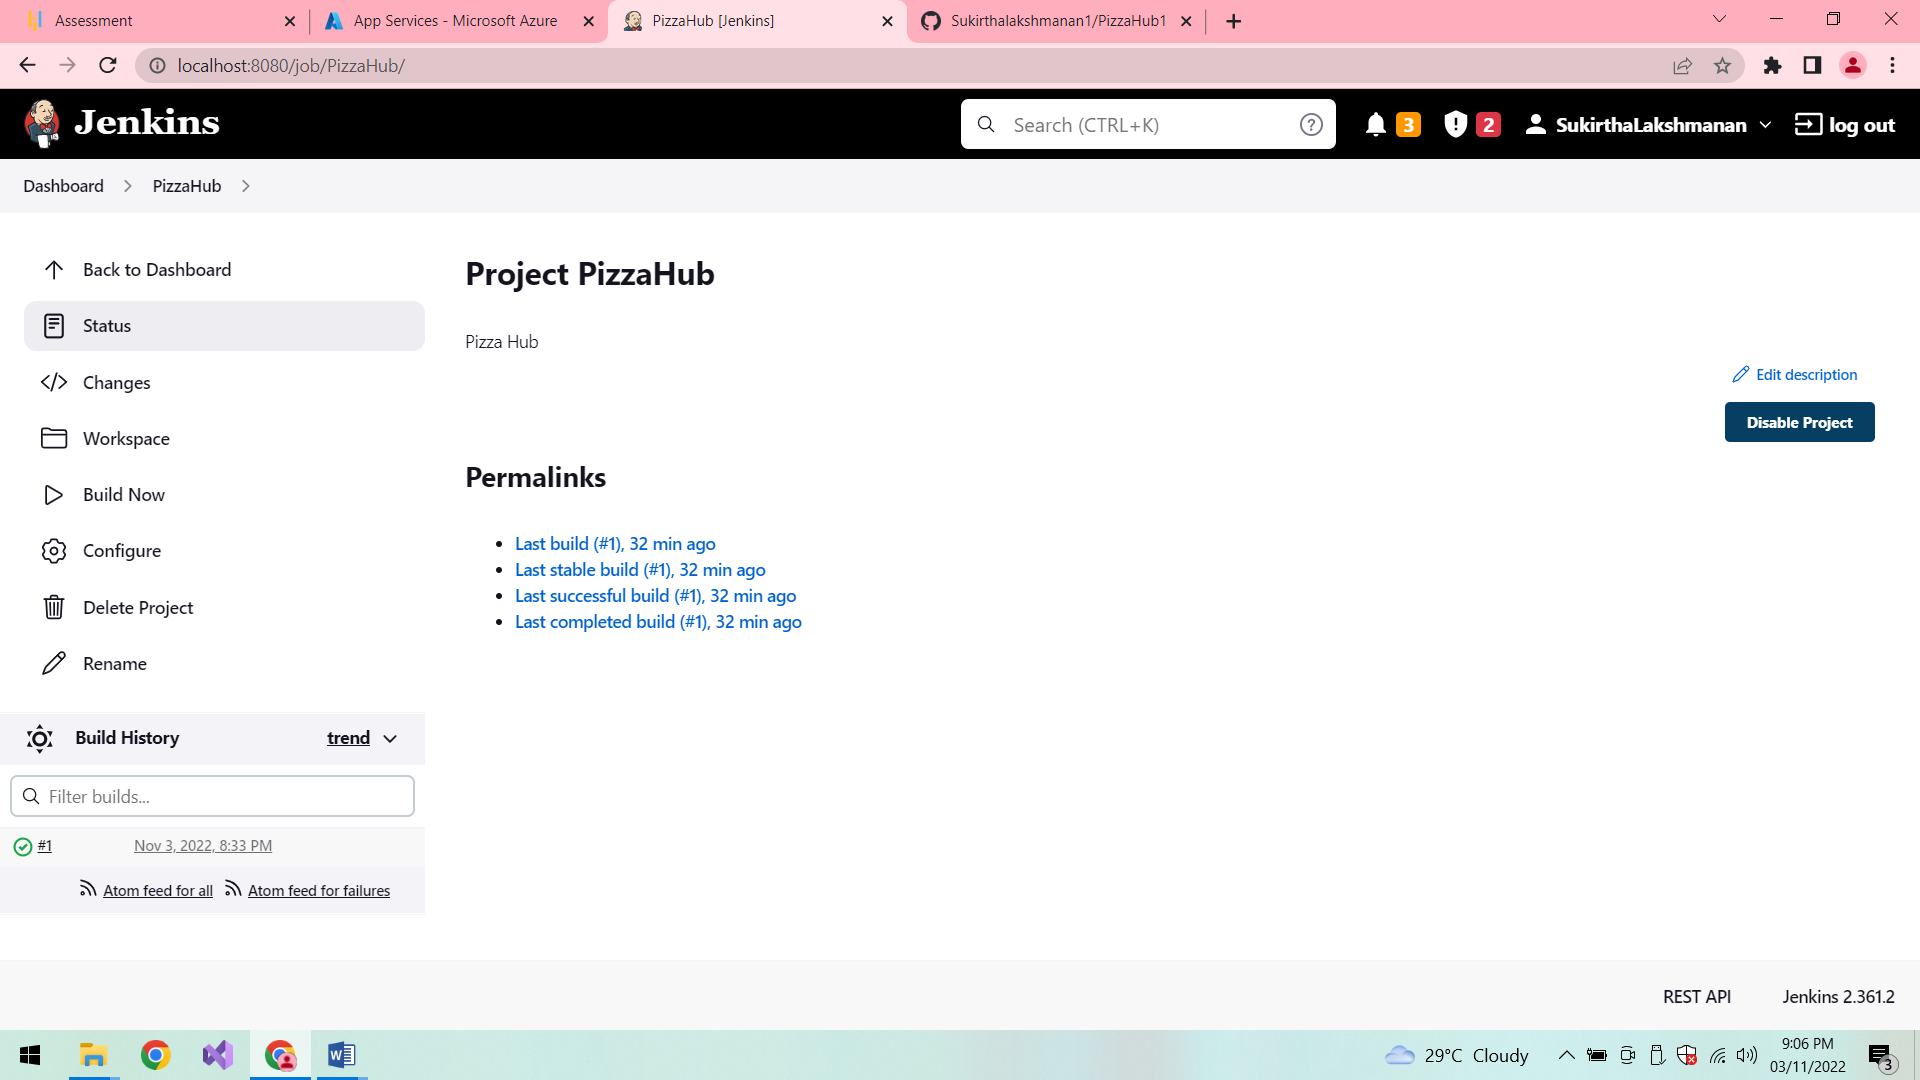 Assessment
App Services - Microsoft Azure
PizzaHub [Jenkins]
Sukirthalakshmanan1/PizzaHub1
localhost:8080/job/PizzaHub/
Jenkins
Search (CTRL+K)
3
2
SukirthaLakshmanan
log out
Dashboard
PizzaHub
Back to Dashboard
Status
Changes
Workspace
Build Now
Configure
Delete Project
Rename
Build History
trend
Filter builds...
#1
Nov 3, 2022, 8:33 PM
Atom feed for all
Atom feed for failures
Project PizzaHub
Pizza Hub
Edit description
Disable Project
Permalinks
Last build (#1), 32 min ago
Last stable build (#1), 32 min ago
Last successful build (#1), 32 min ago
Last completed build (#1), 32 min ago
REST API
Jenkins 2.361.2
29°C Cloudy
9:06 PM
03/11/2022
3